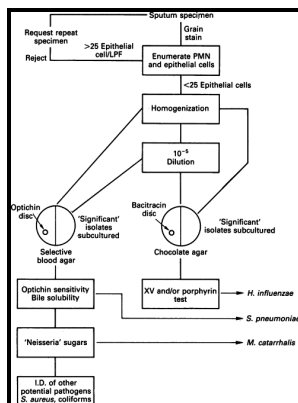 Sputum specimen
Request repeat
specimen
Reject
>25 Epithelial
cell/LPF
Grain
stain
Enumerate PMN
and epithelial cells
<25 Epithelial cells
Homogenization
10⁻⁵
Dilution
Optichin
disc
'Significant'
isolates
subcultured
Selective
blood agar
Bacitracin
disc
'Significant'
isolates
subcultured
Chocolate agar
Optichin sensitivity
Bile solubility
XV and/or porphyrin
test
H. influenzae
S. pneumoniae
'Neisseria' sugars
M. catarrhalis
I.D. of other
potential pathogens
S. aureus, coliforms